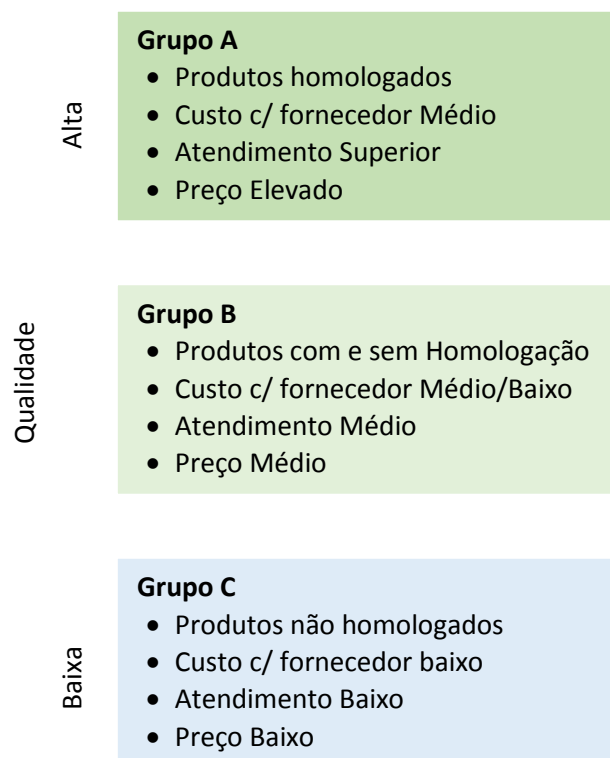 Alta
Grupo A
• Produtos homologados
• Custo c/ fornecedor Médio
• Atendimento Superior
• Preço Elevado
Qualidade
Grupo B
• Produtos com e sem Homologação
• Custo c/ fornecedor Médio/Baixo
• Atendimento Médio
• Preço Médio
Baixa
Grupo C
• Produtos não homologados
• Custo c/ fornecedor baixo
• Atendimento Baixo
• Preço Baixo